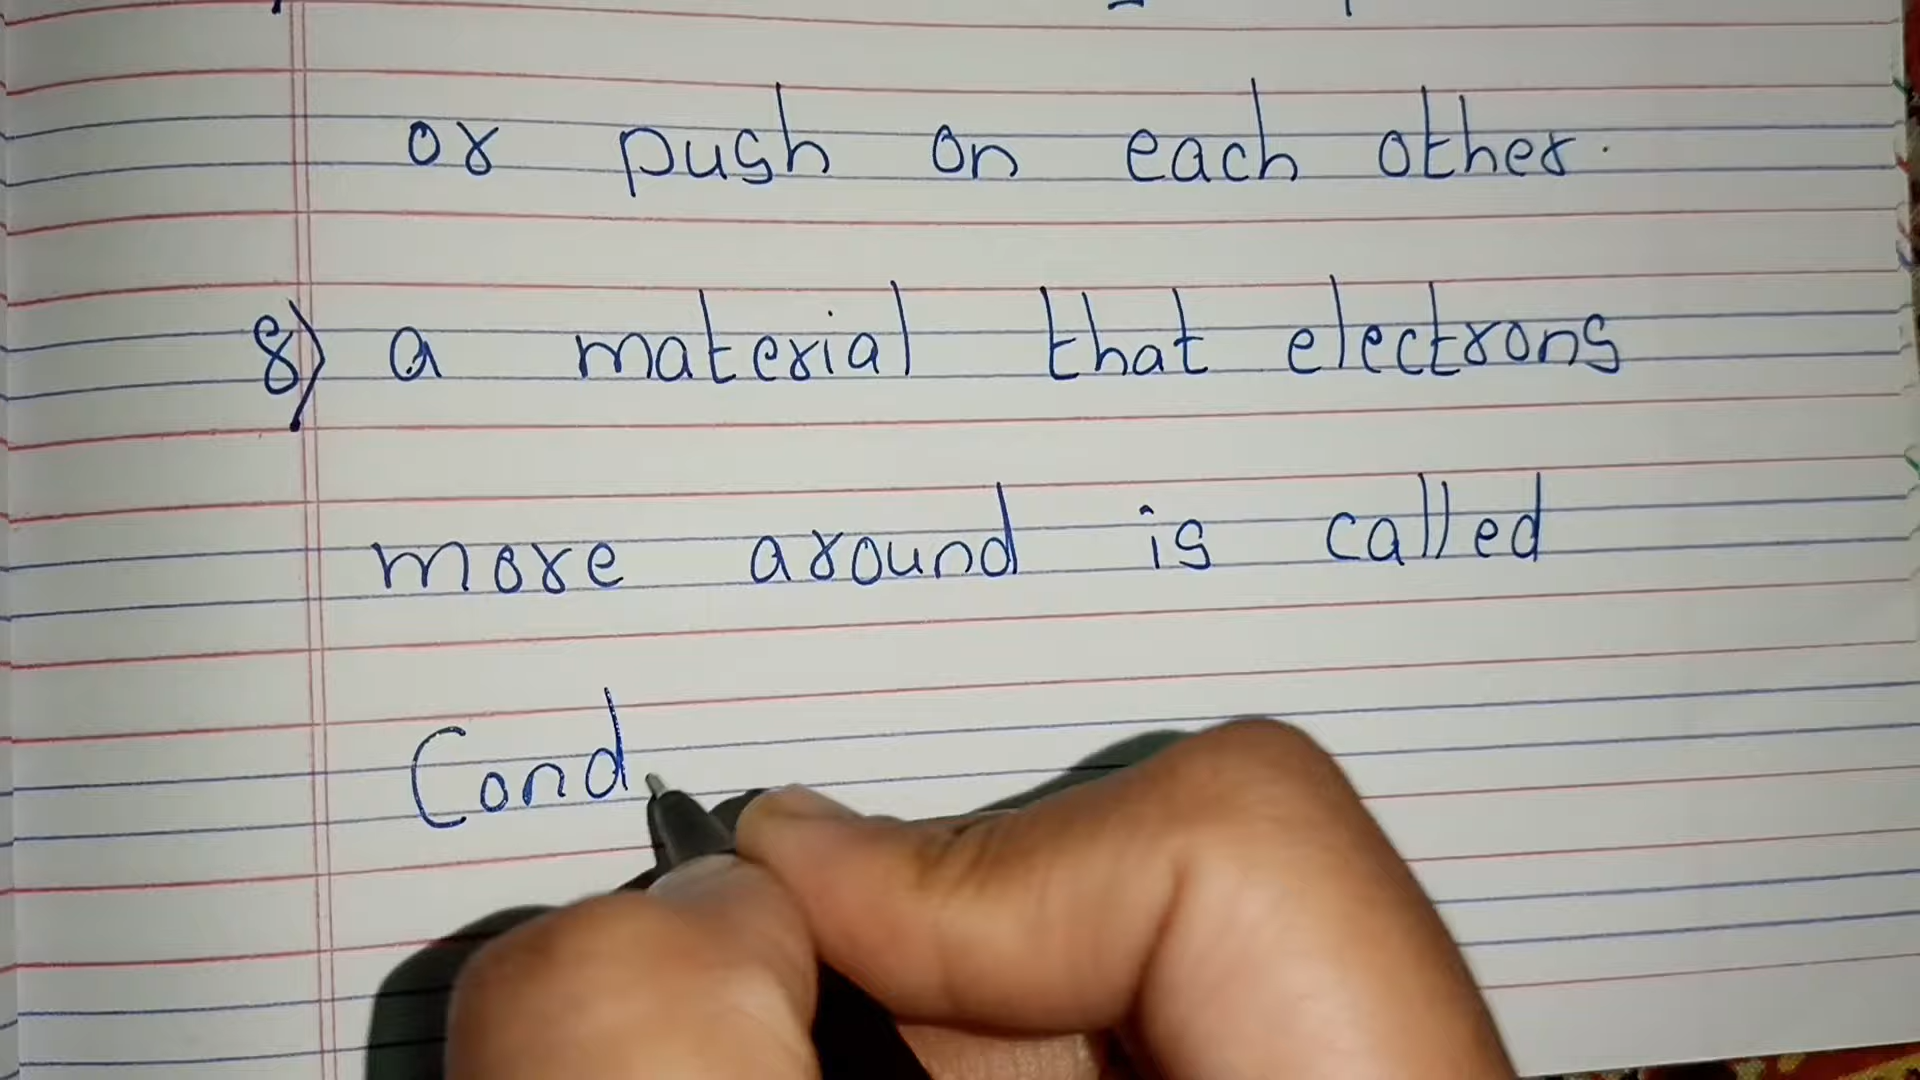 or push on each other.
8) a material that electrons
more around is called
Cond